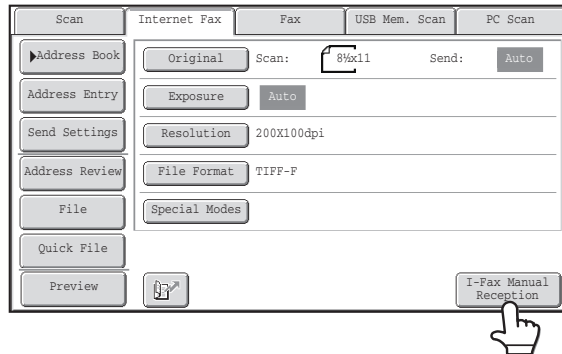 Scan Internet Fax Fax USB Mem. Scan PC Scan
Address Book Original Scan: 8½x11 Send: Auto
Address Entry Exposure Auto
Send Settings Resolution 200X100dpi
Address Review File Format TIFF-F
File Special Modes
Quick File
Preview I-Fax Manual
Reception